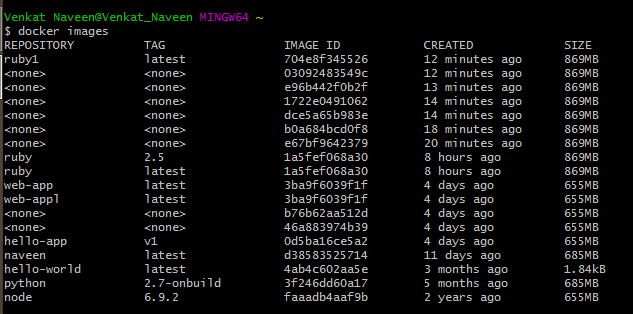 Venkat Naveen@Venkat_Naveen MINGW64 ~
$ docker images
REPOSITORY TAG IMAGE ID CREATED SIZE
ruby1 latest 704e8f345526 12 minutes ago 869MB
<none> <none> 03092483549c 12 minutes ago 869MB
<none> <none> e96b442f0b2f 13 minutes ago 869MB
<none> <none> 1722e0491062 14 minutes ago 869MB
<none> <none> dce5a65b983e 14 minutes ago 869MB
<none> <none> b0a684bcd0f8 18 minutes ago 869MB
<none> <none> e67bf9642379 20 minutes ago 869MB
ruby 2.5 1a5fef068a30 8 hours ago 869MB
ruby latest 1a5fef068a30 8 hours ago 869MB
web-app latest 3ba9f6039f1f 4 days ago 655MB
web-appl latest 3ba9f6039f1f 4 days ago 655MB
<none> <none> b76b62aa512d 4 days ago 655MB
<none> <none> 46a883974b39 4 days ago 655MB
hello-app v1 0d5ba16ce5a2 4 days ago 655MB
naveen latest d38583525714 11 days ago 685MB
hello-world latest 4ab4c602aa5e 3 months ago 1.84kB
python 2.7-onbuild 3f246dd60a17 5 months ago 685MB
node 6.9.2 faaadb4aaf9b 2 years ago 655MB